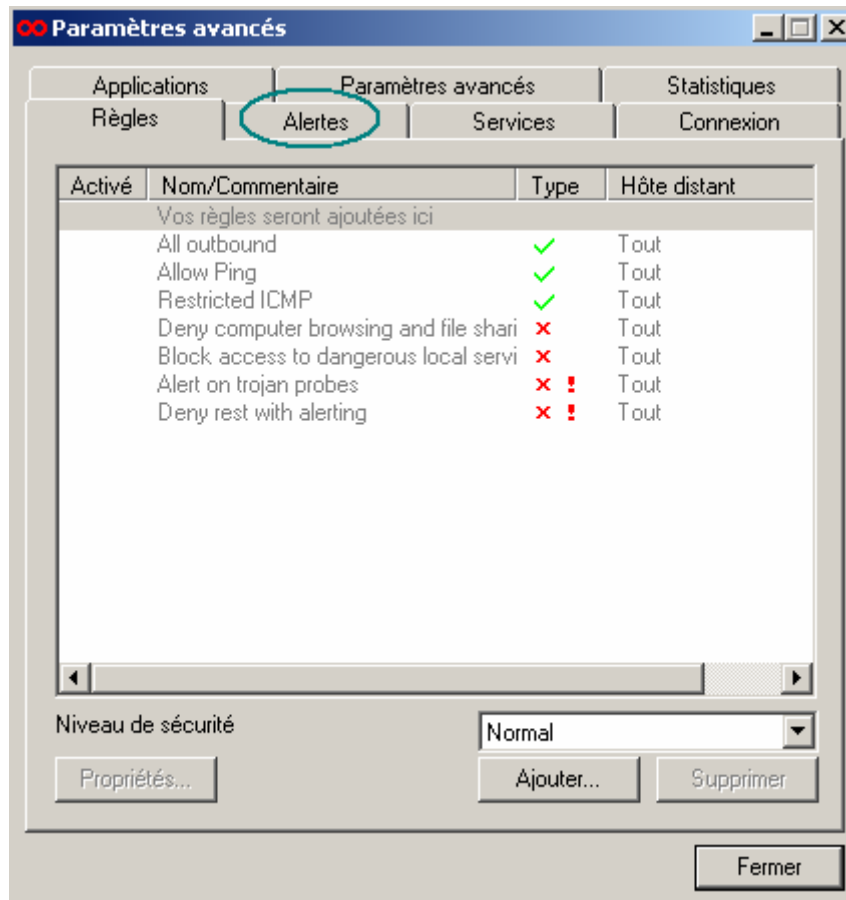 Paramètres avancés
Applications Paramètres avancés Statistiques
Règles Alertes Services Connexion
Activé Nom/Commentaire Type Hôte distant
Vos règles seront ajoutées ici
All outbound Tout
Allow Ping Tout
Restricted ICMP Tout
Deny computer browsing and file shari Tout
Block access to dangerous local servi Tout
Alert on trojan probes ! Tout
Deny rest with alerting ! Tout
Niveau de sécurité Normal
Propriétés... Ajouter... Supprimer
Fermer